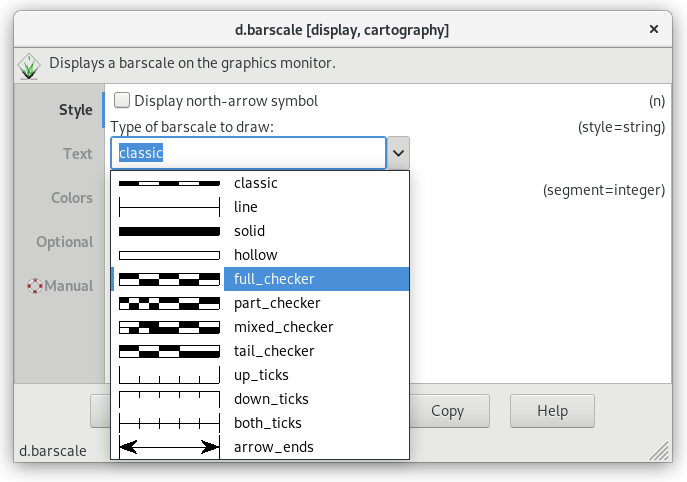 d.barscale [display, cartography]
Displays a barscale on the graphics monitor.
Style
Text
Colors
Optional
Manual
Display north-arrow symbol (n)
Type of barscale to draw: (style=string)
classic
(segment=integer)
classic
line
solid
hollow
full_checker
part_checker
mixed_checker
tail_checker
up_ticks
down_ticks
both_ticks
arrow_ends
Copy
Help
d.barscale